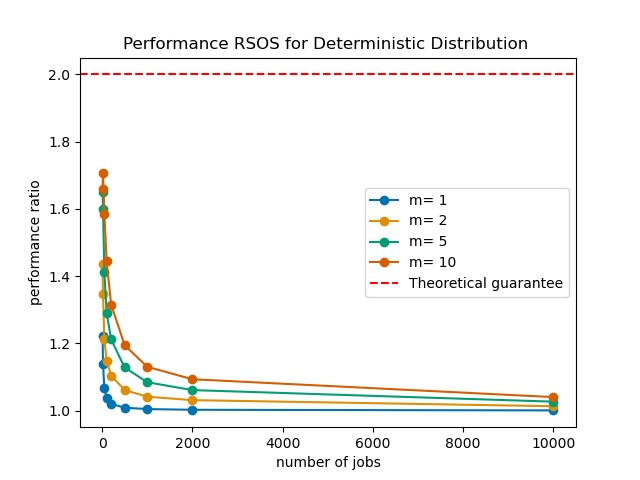 Performance RSOS for Deterministic Distribution
performance ratio
2.0
1.8
1.6
1.4
1.2
1.0
m= 1
m= 2
m= 5
m= 10
Theoretical guarantee
0 2000 4000 6000 8000 10000
number of jobs